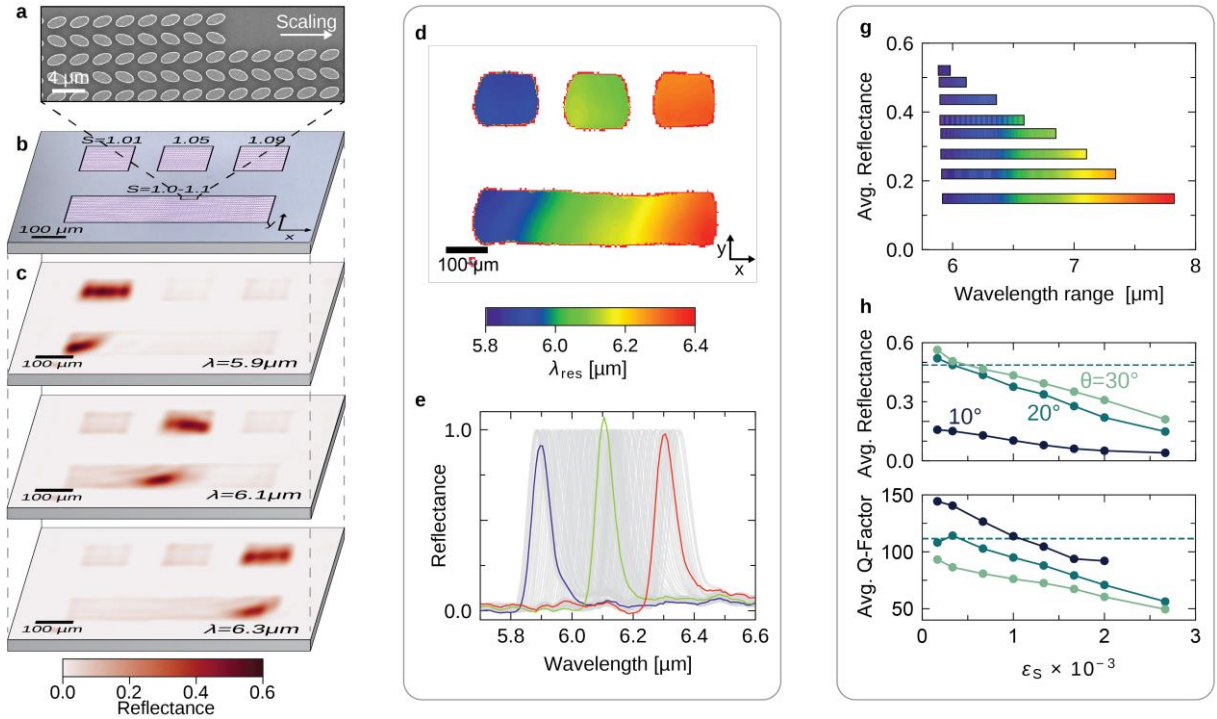 a
Scaling
4 μm
b
S=1.01
1.05
1.09
S=1.0-1.1
y
x
100 μm
c
100 μm
λ=5.9μm
100 μm
λ=6.1μm
100 μm
λ=6.3μm
0.0 0.2 0.4 0.6
Reflectance
d
100 μm
y
x
5.8 6.0 6.2 6.4
λres [μm]
e
1.0
0.0
Reflectance
5.8 6.0 6.2 6.4 6.6
Wavelength [μm]
g
0.6
0.4
0.2
0.0
Avg. Reflectance
6 7 8
Wavelength range [μm]
h
0.6
0.3
0.0
Avg. Reflectance
θ=30°
20°
10°
150
100
50
Avg. Q-Factor
0 1 2 3
εS × 10⁻³